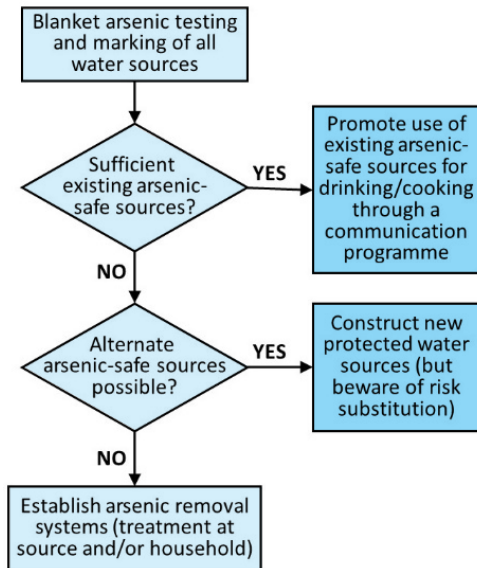 Blanket arsenic testing
and marking of all
water sources
Sufficient
existing arsenic-
safe sources?
YES
Promote use of
existing arsenic-
safe sources for
drinking/cooking
through a
communication
programme
NO
Alternate
arsenic-safe sources
possible?
YES
Construct new
protected water
sources (but
beware of risk
substitution)
NO
Establish arsenic removal
systems (treatment at
source and/or household)